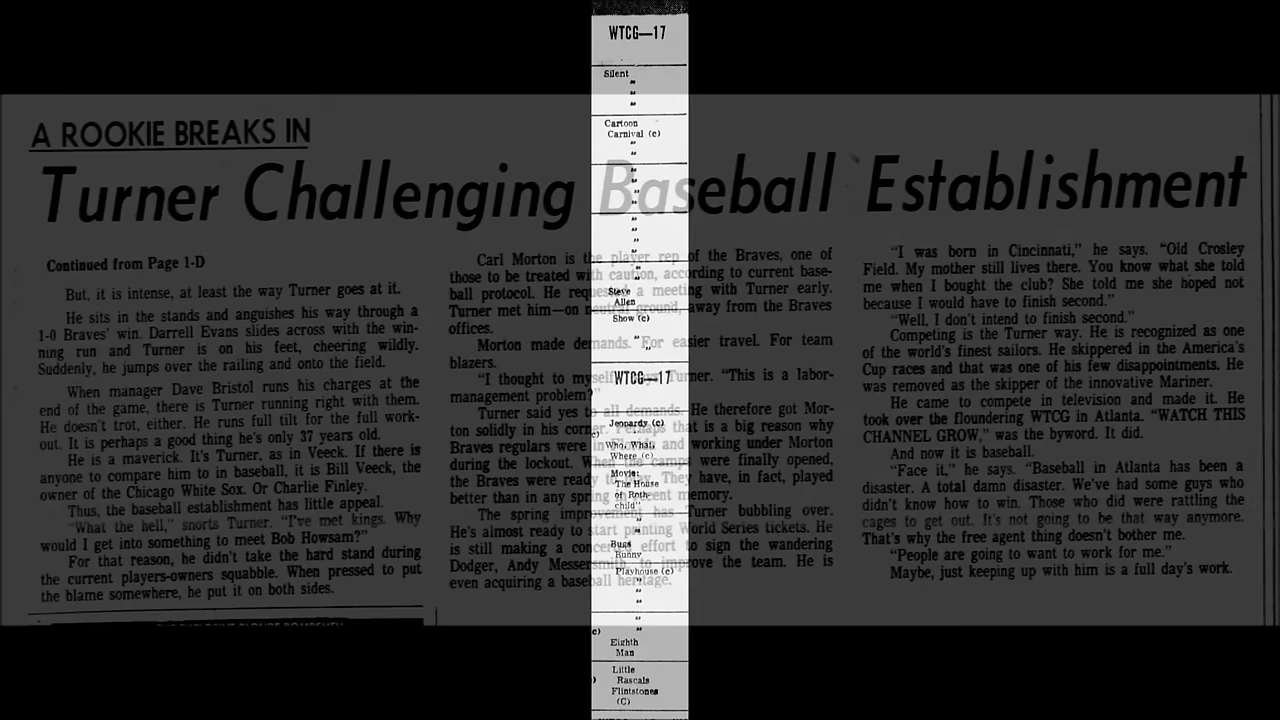 WTCG—17
Silent
"
"
"
Cartoon
Carnival (c)
"
"
"
"
"
"
"
"
"
"
"
Steve
Allen
Show (c)
"
"
WTCG—17
Jeopardy (c)
c)
Who, What,
Where (c)
Movie:
"The House
of Roth-
child"
"
"
Bugs
Bunny
Playhouse (c)
"
"
"
"
c)
Eighth
Man
Little
) Rascals
Flintstones
(C)
A ROOKIE BREAKS IN
Turner Challenging Baseball Establishment
Continued from Page 1-D
But, it is intense, at least the way Turner goes at it.
He sits in the stands and anguishes his way through a
1-0 Braves' win. Darrell Evans slides across with the win-
ning run and Turner is on his feet, cheering wildly.
Suddenly, he jumps over the railing and onto the field.
When manager Dave Bristol runs his charges at the
end of the game, there is Turner running right with them.
He doesn't trot, either. He runs full tilt for the full work-
out. It is perhaps a good thing he's only 37 years old.
He is a maverick. It's Turner, as in Veeck. If there is
anyone to compare him to in baseball, it is Bill Veeck, the
owner of the Chicago White Sox. Or Charlie Finley.
Thus, the baseball establishment has little appeal.
"What the hell," snorts Turner. "I've met kings. Why
would I get into something to meet Bob Howsam?"
For that reason, he didn't take the hard stand during
the current players-owners squabble. When pressed to put
the blame somewhere, he put it on both sides.
Carl Morton is the player rep of the Braves, one of
those to be treated with caution, according to current base-
ball protocol. He requests a meeting with Turner early.
Turner met him—on neutral ground, away from the Braves
offices.
Morton made demands. For easier travel. For team
blazers.
"I thought to myself," says Turner. "This is a labor-
management problem?"
Turner said yes to all demands. He therefore got Mor-
ton solidly in his corner. Perhaps that is a big reason why
Braves regulars were in Florida and working under Morton
during the lockout. When the camps were finally opened,
the Braves were ready to play. They have, in fact, played
better than in any spring of recent memory.
The spring improvement has Turner bubbling over.
He's almost ready to start painting World Series tickets. He
is still making a concerted effort to sign the wandering
Dodger, Andy Messersmith, to improve the team. He is
even acquiring a baseball heritage.
"I was born in Cincinnati," he says. "Old Crosley
Field. My mother still lives there. You know what she told
me when I bought the club? She told me she hoped not
because I would have to finish second."
"Well, I don't intend to finish second."
Competing is the Turner way. He is recognized as one
of the world's finest sailors. He skippered in the America's
Cup races and that was one of his few disappointments. He
was removed as the skipper of the innovative Mariner.
He came to compete in television and made it. He
took over the floundering WTCG in Atlanta. "WATCH THIS
CHANNEL GROW," was the byword. It did.
And now it is baseball.
"Face it," he says. "Baseball in Atlanta has been a
disaster. A total damn disaster. We've had some guys who
didn't know how to win. Those who did were rattling the
cages to get out. It's not going to be that way anymore.
That's why the free agent thing doesn't bother me.
"People are going to want to work for me."
Maybe, just keeping up with him is a full day's work.